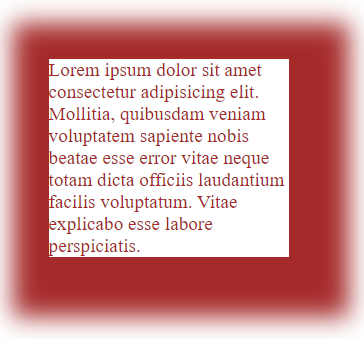 Lorem ipsum dolor sit amet
consectetur adipisicing elit.
Mollitia, quibusdam veniam
voluptatem sapiente nobis
beatae esse error vitae neque
totam dicta officiis laudantium
facilis voluptatum. Vitae
explicabo esse labore
perspiciatis.